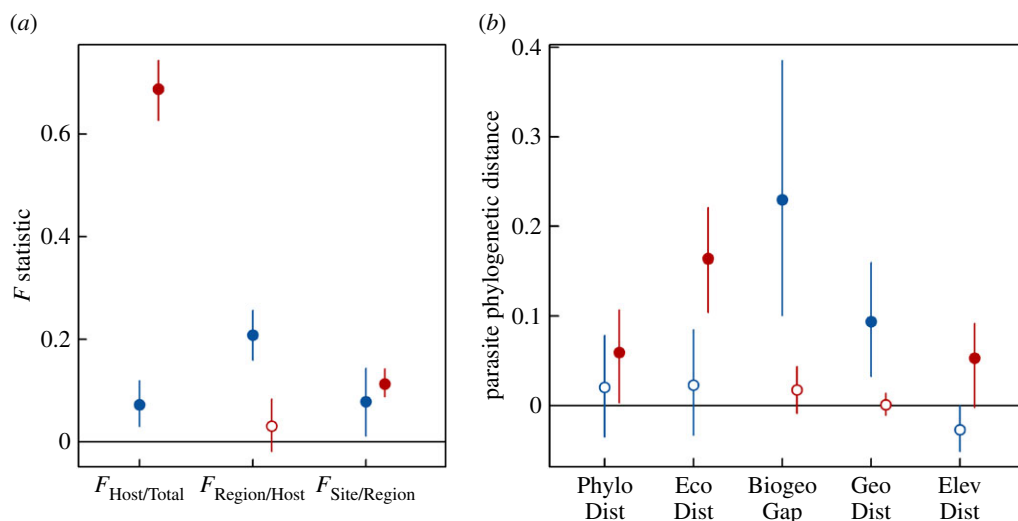 (a)
F statistic
0.6
0.4
0.2
0
F Host/Total
F Region/Host
F Site/Region
(b)
parasite phylogenetic distance
0.4
0.3
0.2
0.1
0
Phylo
Dist
Eco
Dist
Biogeo
Gap
Geo
Dist
Elev
Dist